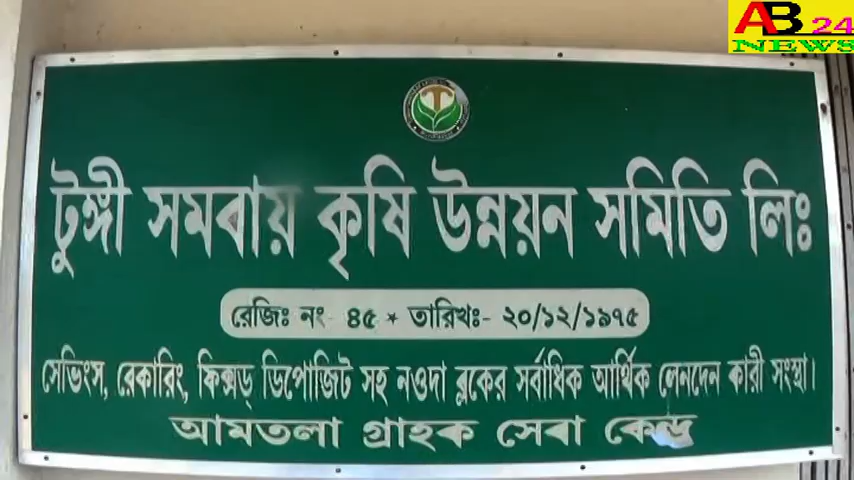 AB 24
NEWS
টুঙ্গী সমবায় কৃষি উন্নয়ন সমিতি লিঃ
রেজিঃ নং- ৪৫ * তারিখঃ- ২০/১২/১৯৭৫
সেভিংস, রেকারিং, ফিক্সড্ ডিপোজিট সহ নওদা ব্লকের সর্বাধিক আর্থিক লেনদেন কারী সংস্থা।
আমতলা গ্রাহক সেবা কেন্দ্র